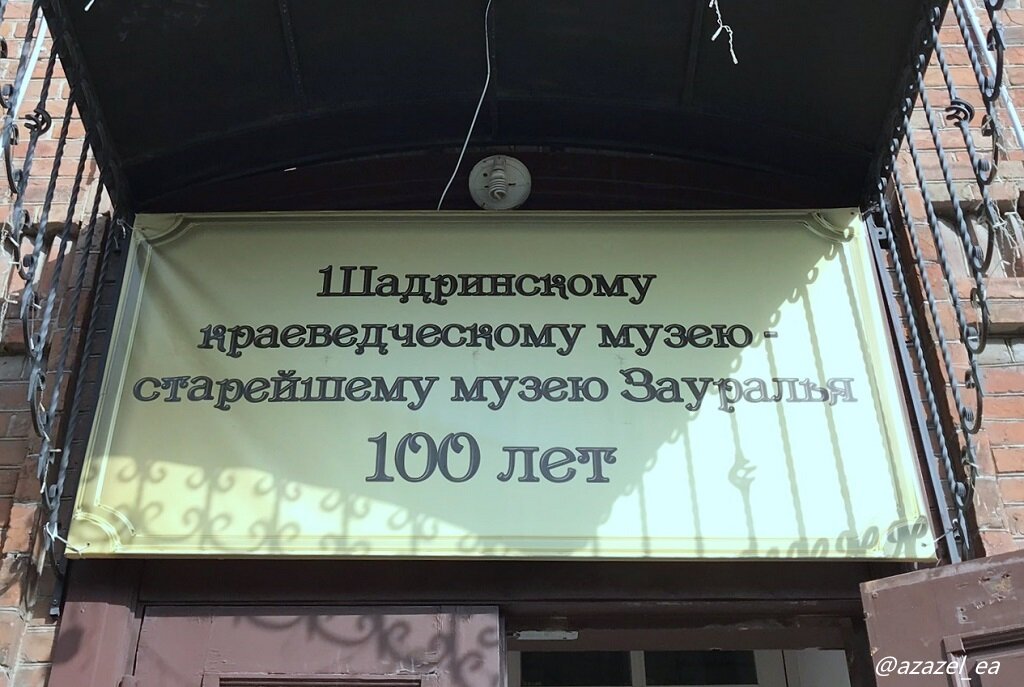 Шадринскому
краеведческому музею -
старейшему музею Зауралья
100 лет
@azazel_ea